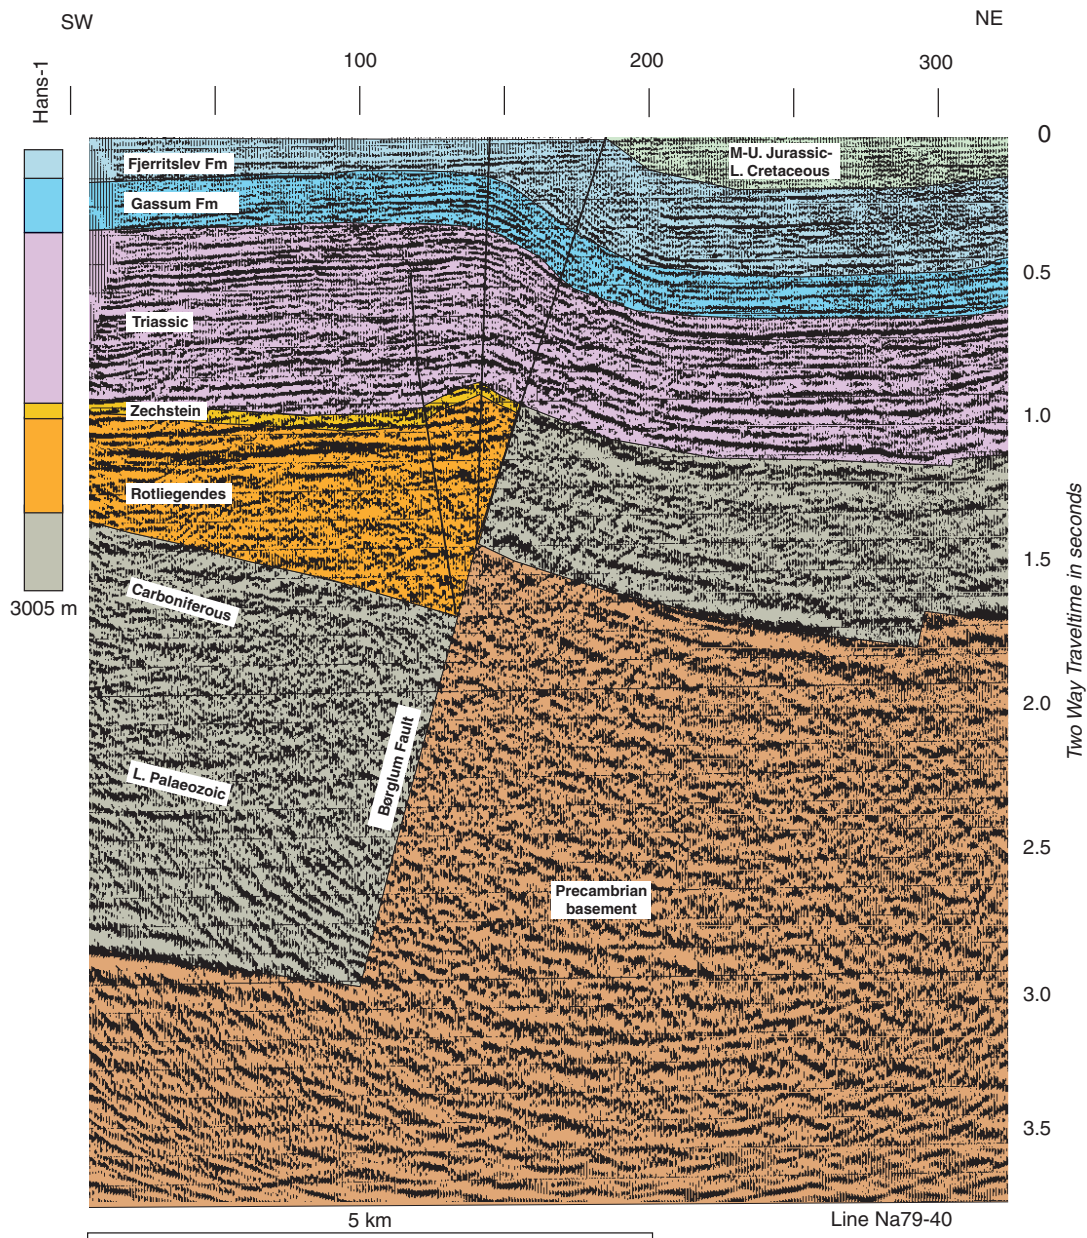 SW
NE
100
200
300
Hans-1
0
Fjerritslev Fm
M-U. Jurassic-
L. Cretaceous
Gassum Fm
0.5
Triassic
Zechstein
1.0
Rotliegendes
1.5
Carboniferous
3005 m
Two Way Traveltime in seconds
2.0
Børglum Fault
L. Palaeozoic
2.5
Precambrian
basement
3.0
3.5
5 km
Line Na79-40